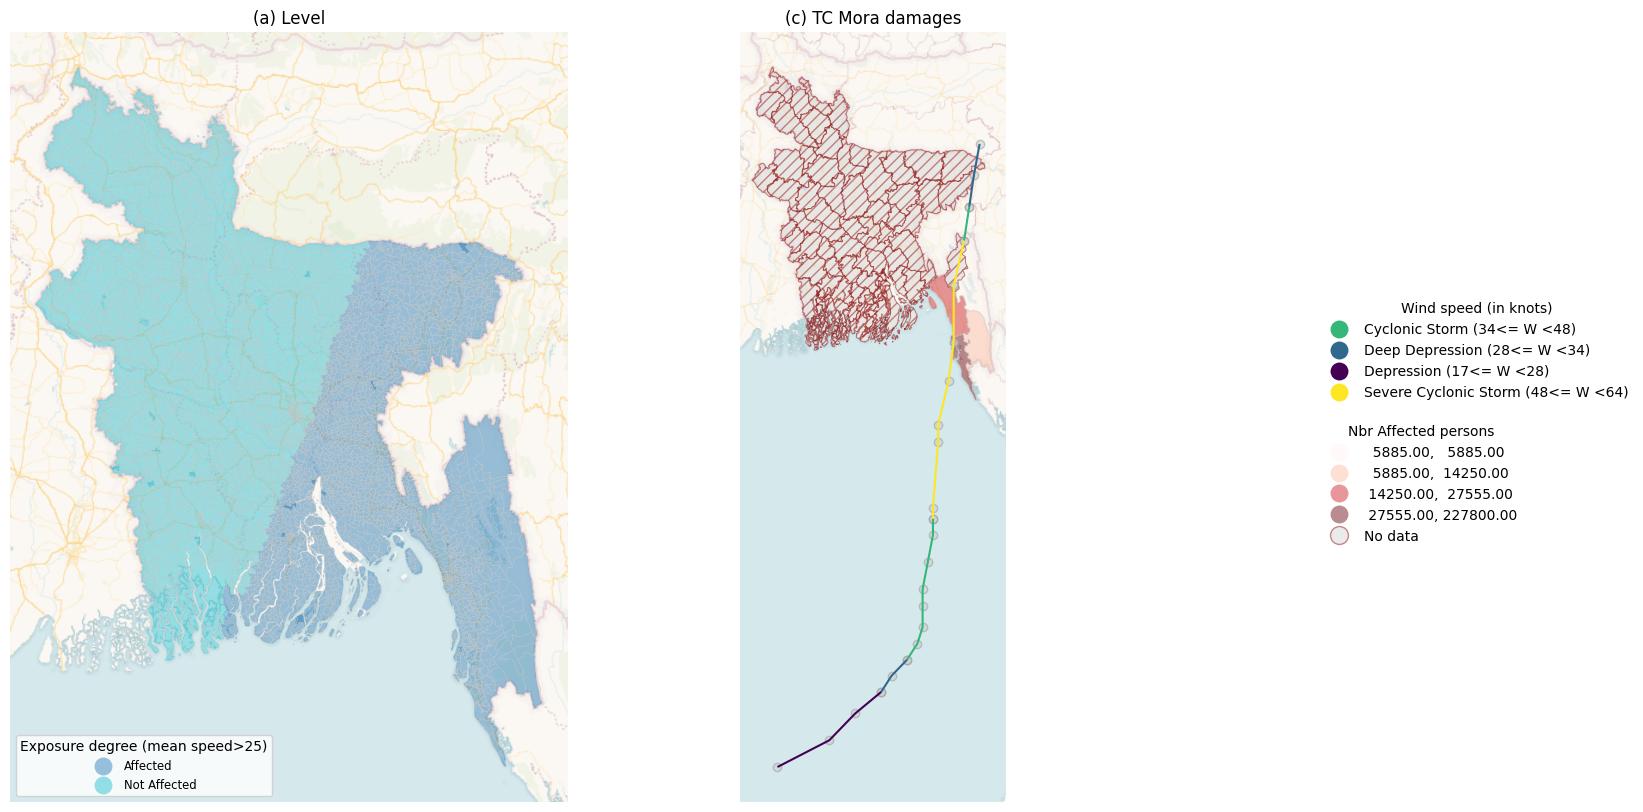 (a) Level
(c) TC Mora damages
Exposure degree (mean speed>25)
Affected
Not Affected
Wind speed (in knots)
Cyclonic Storm (34<= W <48)
Deep Depression (28<= W <34)
Depression (17<= W <28)
Severe Cyclonic Storm (48<= W <64)
Nbr Affected persons
5885.00, 5885.00
5885.00, 14250.00
14250.00, 27555.00
27555.00, 227800.00
No data